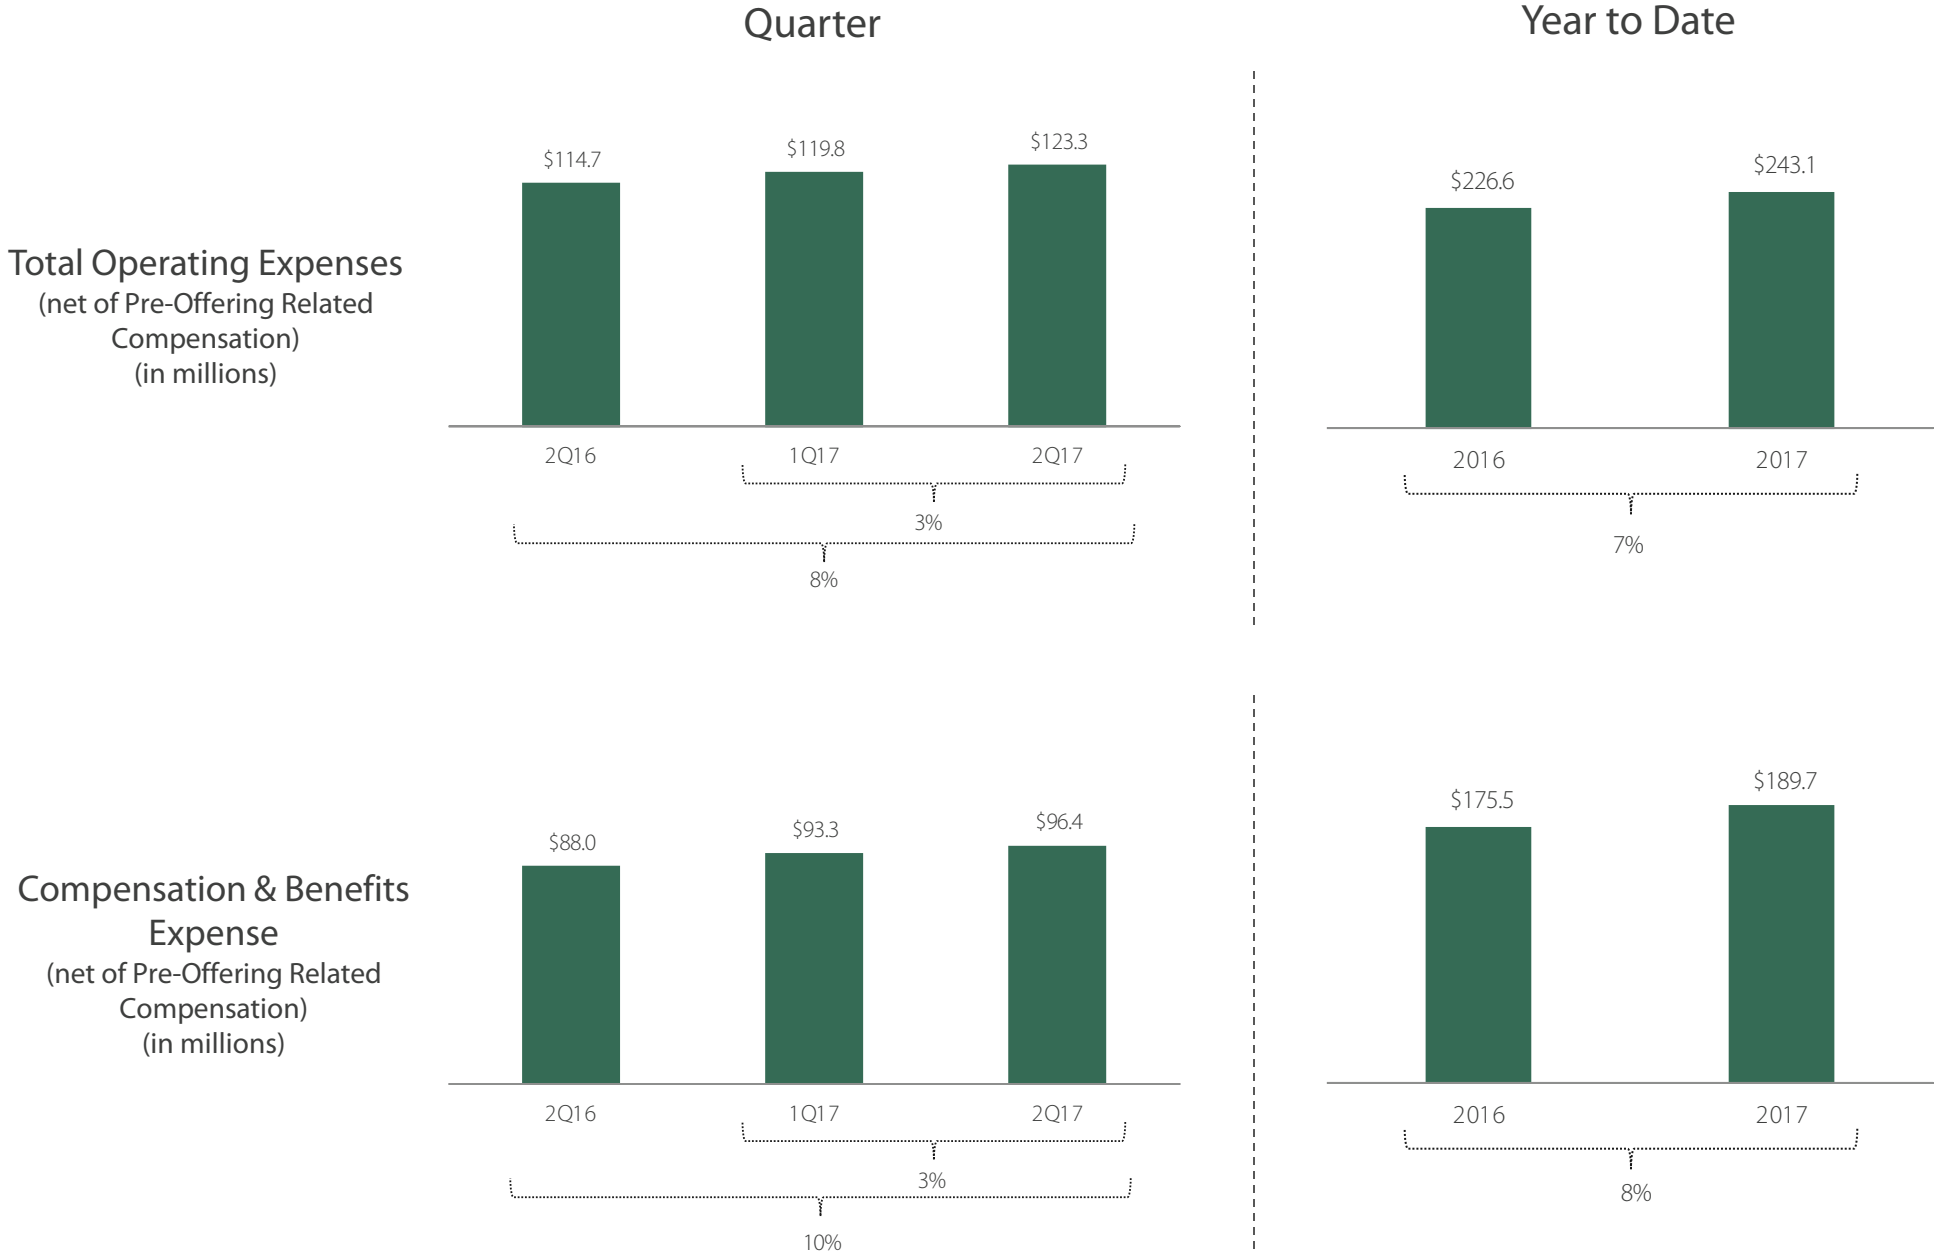 Quarter
Year to Date
Total Operating Expenses
(net of Pre-Offering Related
Compensation)
(in millions)
$114.7
$119.8
$123.3
2Q16
1Q17
2Q17
3%
8%
$226.6
$243.1
2016
2017
7%
Compensation & Benefits
Expense
(net of Pre-Offering Related
Compensation)
(in millions)
$88.0
$93.3
$96.4
2Q16
1Q17
2Q17
3%
10%
$175.5
$189.7
2016
2017
8%